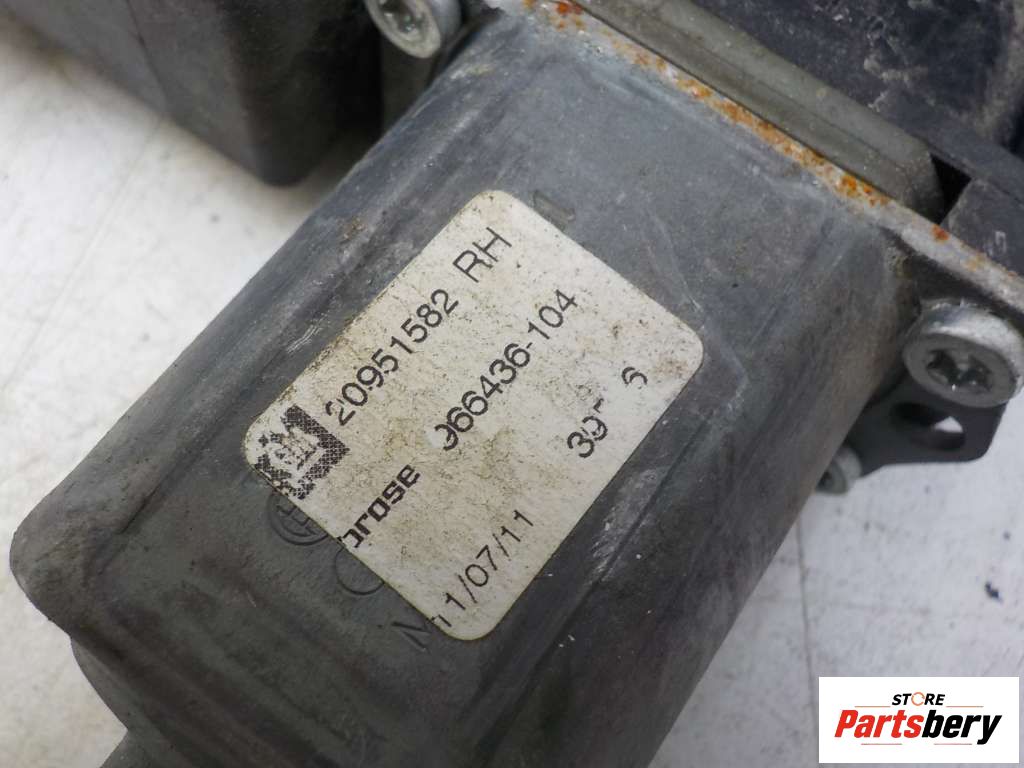 20951582 RH
brose 966436-104
11/07/11
STORE
Partsbery